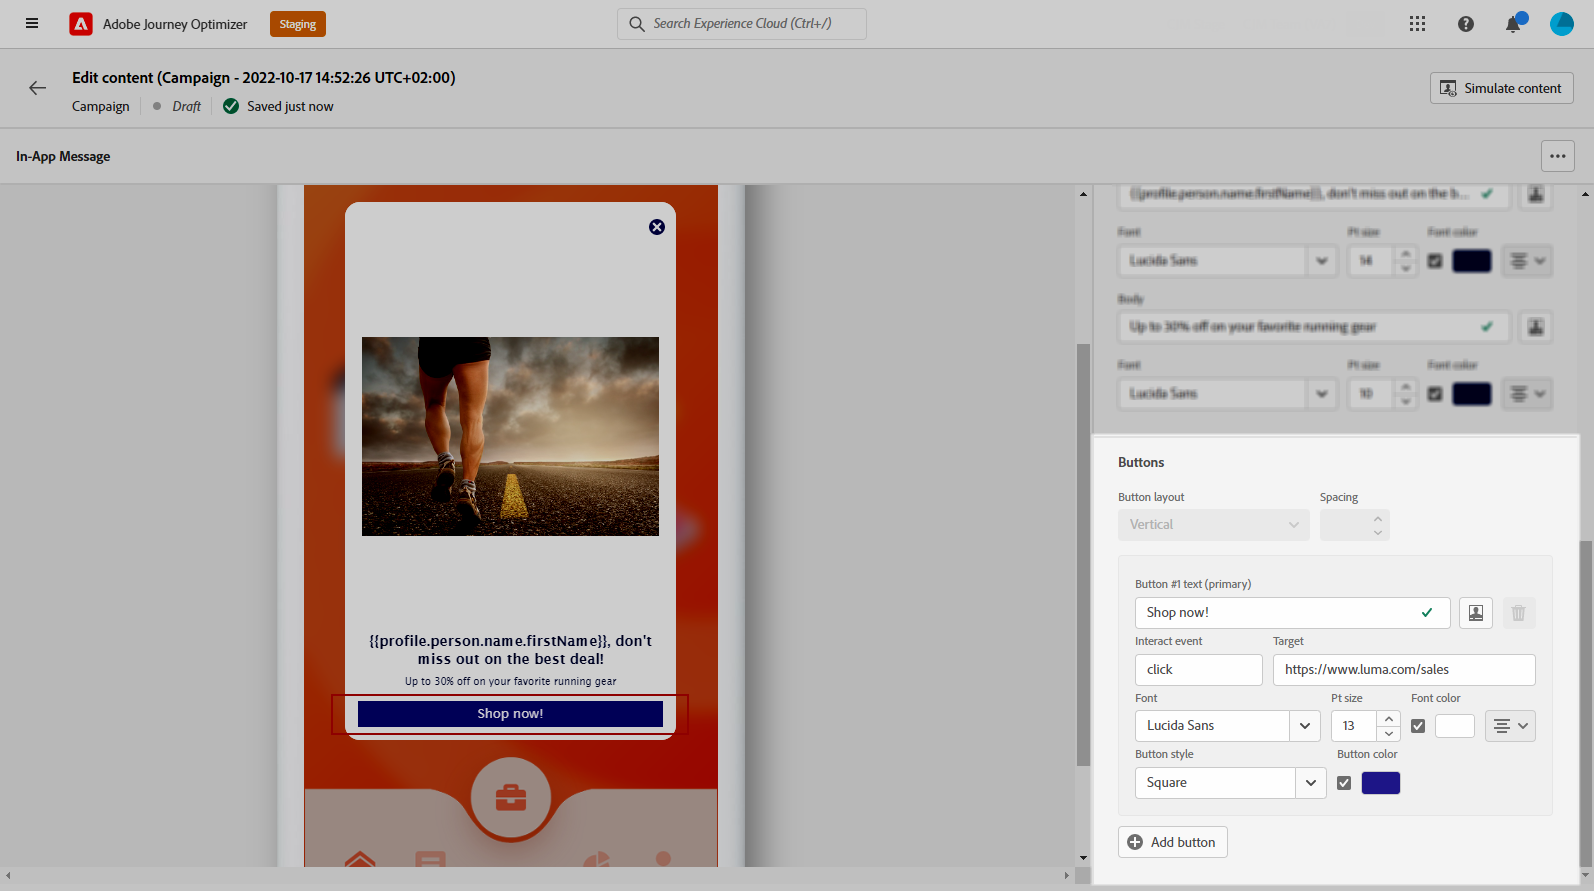 Adobe Journey Optimizer
Staging
Search Experience Cloud (Ctrl+/)
Edit content (Campaign - 2022-10-17 14:52:26 UTC+02:00)
Campaign
Draft
Saved just now
Simulate content
In-App Message
{{profile.person.name.firstName}}, don't
miss out on the best deal!
Up to 30% off on your favorite running gear
Shop now!
{{profile.person.name.firstName}}, don't miss out on the b...
Font
Pt size
Font color
Lucida Sans
14
Body
Up to 30% off on your favorite running gear
Font
Pt size
Font color
Lucida Sans
10
Buttons
Button layout
Spacing
Vertical
Button #1 text (primary)
Shop now!
Interact event
Target
click
https://www.luma.com/sales
Font
Pt size
Font color
Lucida Sans
13
Button style
Button color
Square
Add button